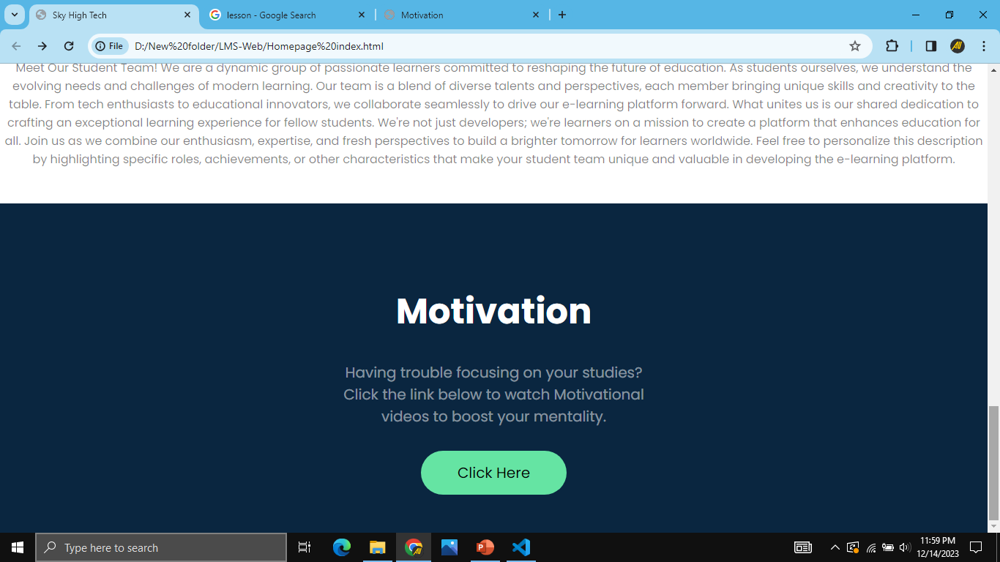 Sky High Tech
lesson - Google Search
Motivation
File
D:/New%20folder/LMS-Web/Homepage%20index.html
Meet Our Student Team! We are a dynamic group of passionate learners committed to reshaping the future of education. As students ourselves, we understand the
evolving needs and challenges of modern learning. Our team is a blend of diverse talents and perspectives, each member bringing unique skills and creativity to the
table. From tech enthusiasts to educational innovators, we collaborate seamlessly to drive our e-learning platform forward. What unites us is our shared dedication to
crafting an exceptional learning experience for fellow students. We're not just developers; we're learners on a mission to create a platform that enhances education for
all. Join us as we combine our enthusiasm, expertise, and fresh perspectives to build a brighter tomorrow for learners worldwide. Feel free to personalize this description
by highlighting specific roles, achievements, or other characteristics that make your student team unique and valuable in developing the e-learning platform.
Motivation
Having trouble focusing on your studies?
Click the link below to watch Motivational
videos to boost your mentality.
Click Here
Type here to search
11:59 PM
12/14/2023